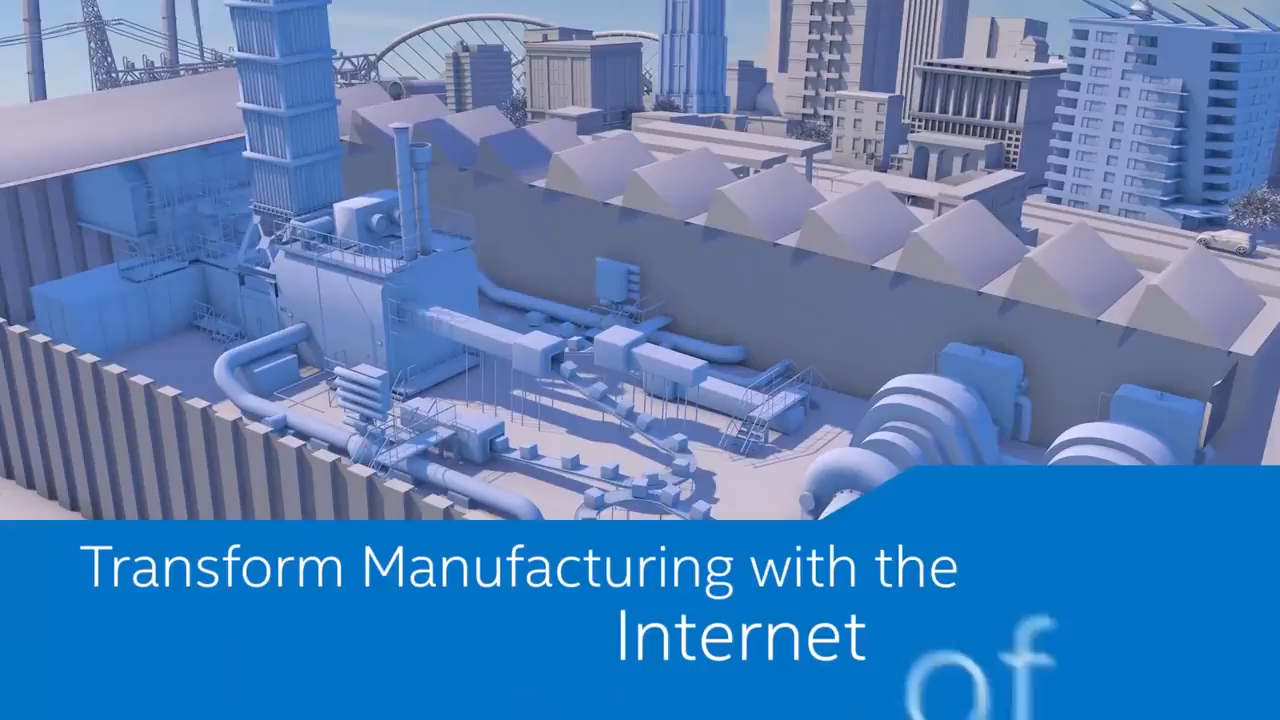 Transform Manufacturing with the
Internet
of